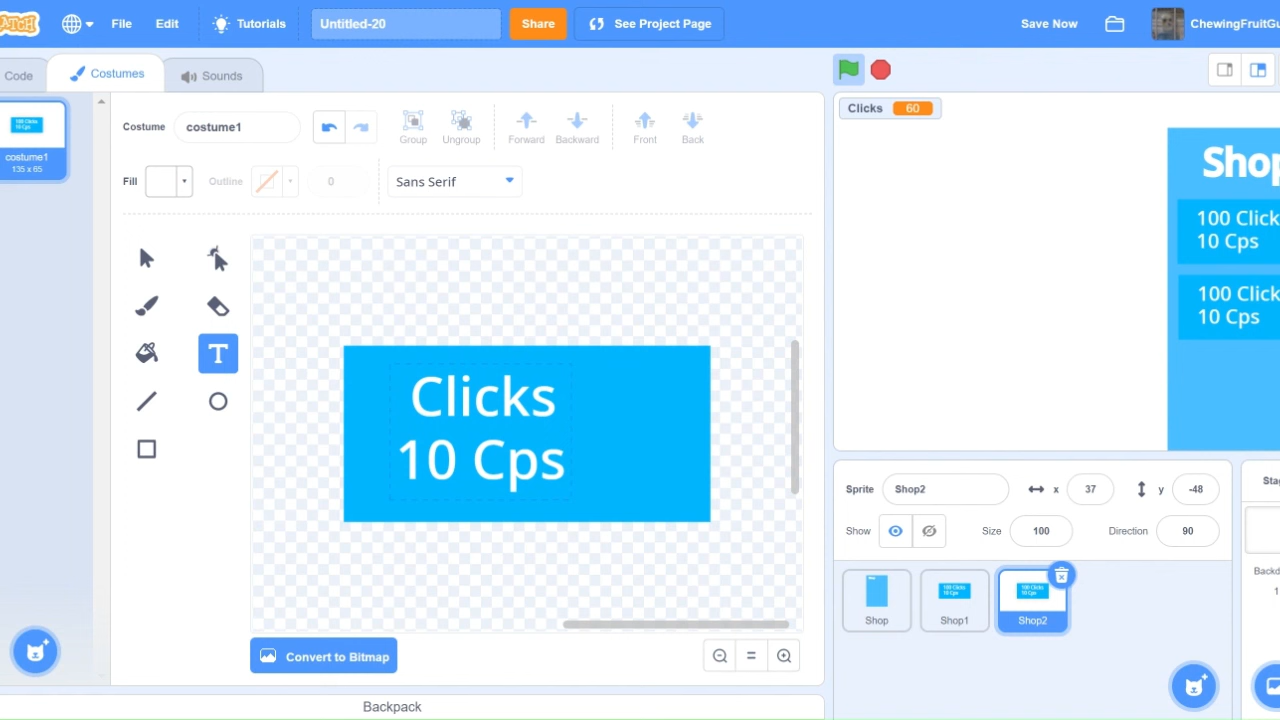 File Edit Tutorials Untitled-20 Share See Project Page Save Now
Code Costumes Sounds
Clicks 60
Costume costume1 Group Ungroup Forward Backward Front Back
costume1
135 x 65
Fill Outline 0 Sans Serif
100 Click
10 Cps
100 Click
10 Cps
T
Clicks
10 Cps
Sprite Shop2 x 37 y -48
Show Size 100 Direction 90
Shop Shop1 Shop2
Convert to Bitmap
Backpack